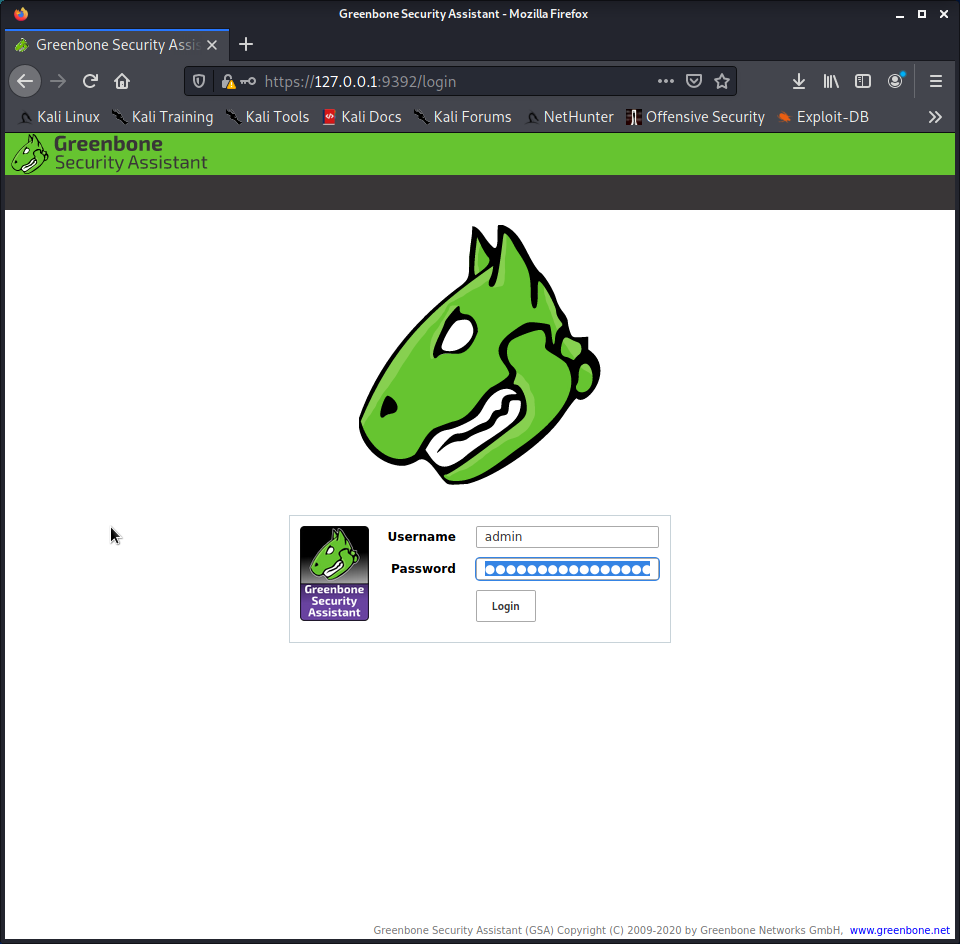 Greenbone Security Assistant - Mozilla Firefox
Greenbone Security Assis
https://127.0.0.1:9392/login
Kali Linux Kali Training Kali Tools Kali Docs Kali Forums NetHunter Offensive Security Exploit-DB
Greenbone
Security Assistant
Username admin
Password
Greenbone
Security
Assistant
Login
Greenbone Security Assistant (GSA) Copyright (C) 2009-2020 by Greenbone Networks GmbH, www.greenbone.net